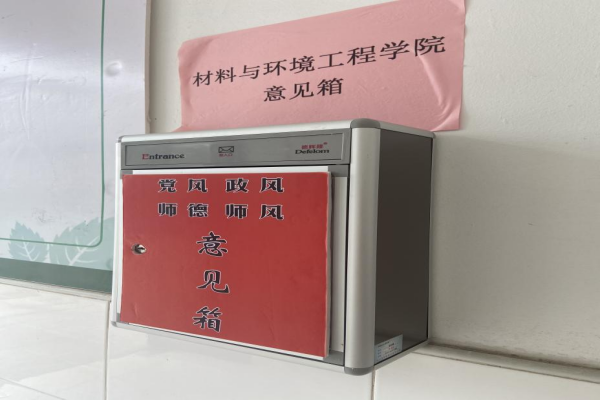 材料与环境工程学院
意见箱
Entrance
Delidoms
党风 政风
师德师风
意
见
箱